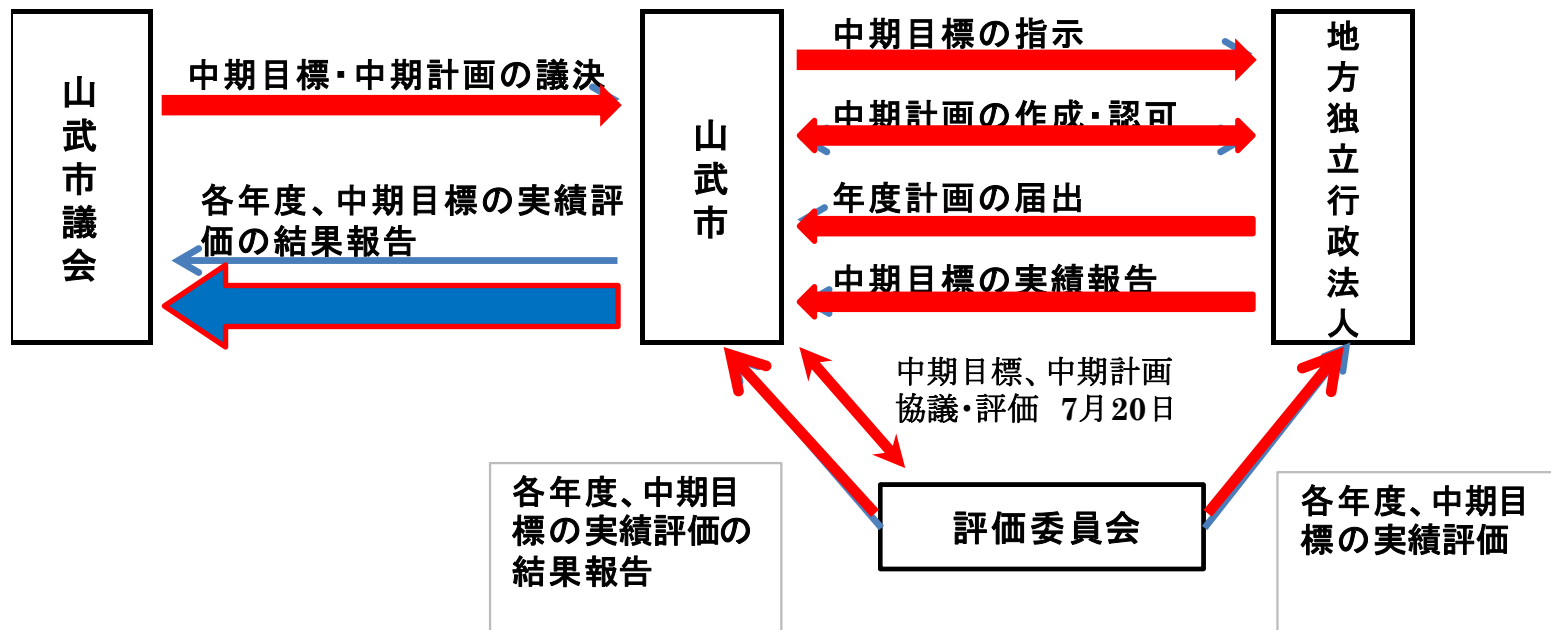 山武市議会
中期目標・中期計画の議決
各年度、中期目標の実績評
価の結果報告
山武市
中期目標の指示
中期計画の作成・認可
年度計画の届出
中期目標の実績報告
地方独立行政法人
中期目標、中期計画
協議・評価 7月20日
各年度、中期目
標の実績評価の
結果報告
評価委員会
各年度、中期目
標の実績評価